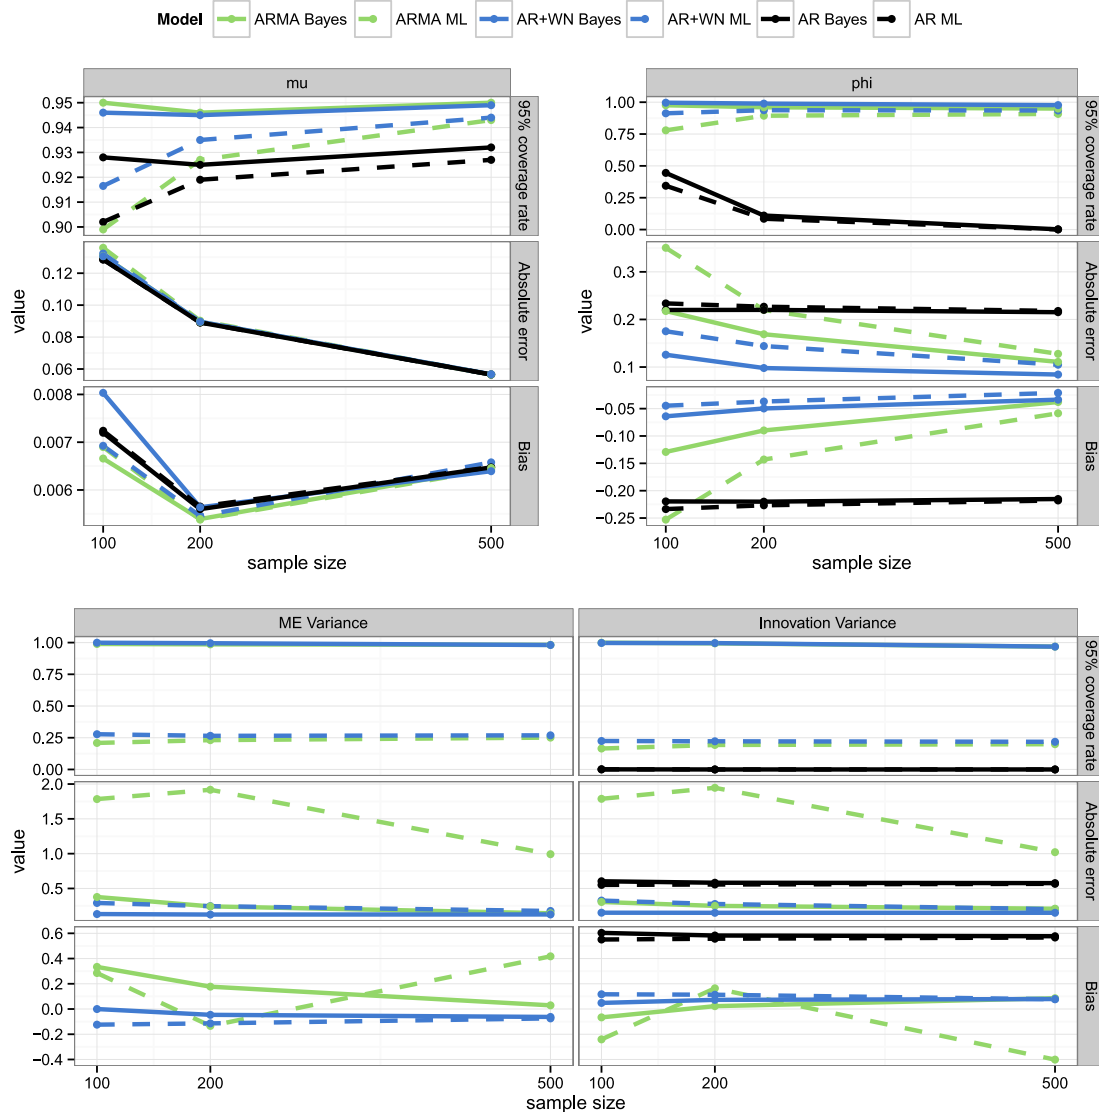 Model ARMA Bayes ARMA ML AR+WN Bayes AR+WN ML AR Bayes AR ML
mu
0.95
0.94
0.93
0.92
0.91
0.90
95% coverage rate
0.12
0.10
0.08
0.06
Absolute error
0.008
0.007
0.006
Bias
value
100 200 500
sample size
phi
1.00
0.75
0.50
0.25
0.00
95% coverage rate
0.3
0.2
0.1
Absolute error
−0.05
−0.10
−0.15
−0.20
−0.25
Bias
value
100 200 500
sample size
ME Variance Innovation Variance
1.00
0.75
0.50
0.25
0.00
95% coverage rate
2.0
1.5
1.0
0.5
Absolute error
0.6
0.4
0.2
0.0
−0.2
−0.4
Bias
value
100 200 500 100 200 500
sample size